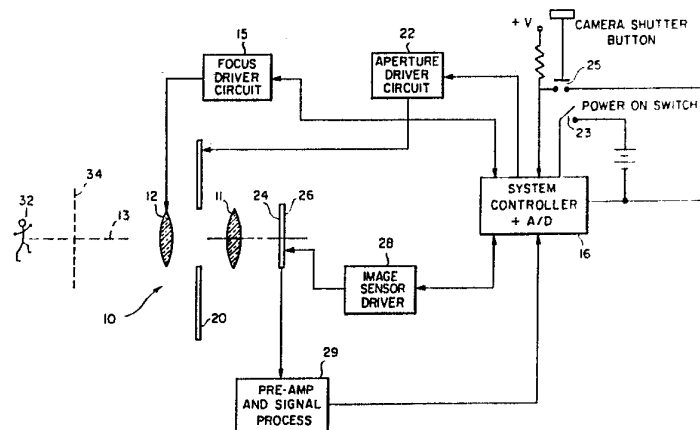 +V
CAMERA SHUTTER
BUTTON
25
POWER ON SWITCH
23
15
FOCUS
DRIVER
CIRCUIT
22
APERTURE
DRIVER
CIRCUIT
34
32
12
11
24
26
13
SYSTEM
CONTROLLER
+ A/D
16
28
IMAGE
SENSOR
DRIVER
10
20
29
PRE-AMP
AND SIGNAL
PROCESS